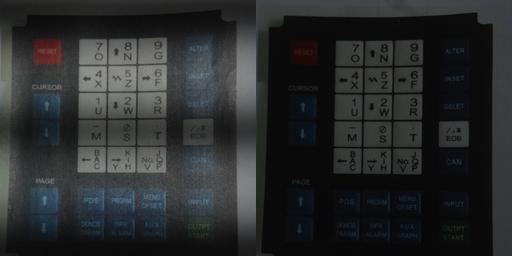 RESET 7 O 8 N 9 G ALTER
4 X 5 Z 6 F INSET
CURSOR 1 U 2 W 3 R DELET
- M 0 S . T /.# EOB
B A C K I H Y No. V J Q P CAN
PAGE
POS PRGRM MENU OFSET INPUT
DGNOS PARAM OPR ALARM AUX GRAPH OUTPT START
RESET 7 O 8 N 9 G ALTER
4 X 5 Z 6 F INSET
CURSOR 1 U 2 W 3 R DELET
- M 0 S . T /.# EOB
B A C K I H Y No. V J Q P CAN
PAGE
POS PRGRM MENU OFSET INPUT
DGNOS PARAM OPR ALARM AUX GRAPH OUTPT START